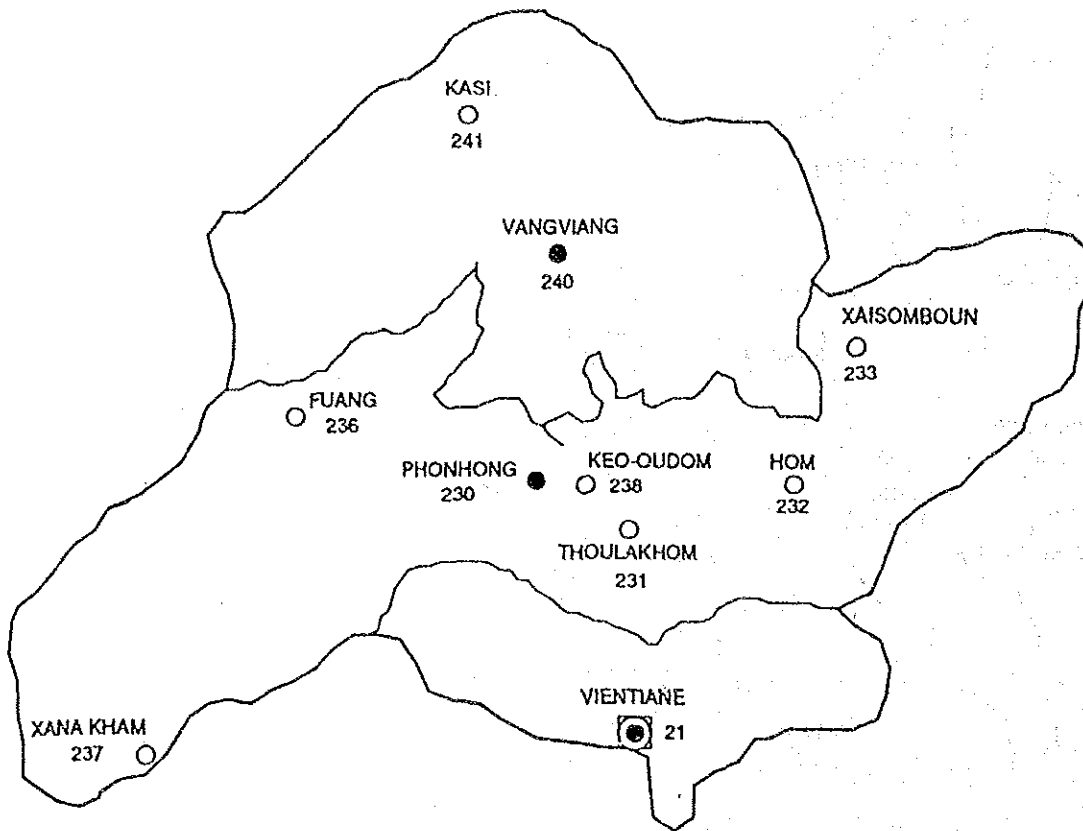 KASI
241
VANGVIANG
240
XAISOMBOUN
233
FUANG
236
PHONHONG
230
KEO-OUDOM
238
HOM
232
THOULAKHOM
231
VIENTIANE
21
XANA KHAM
237